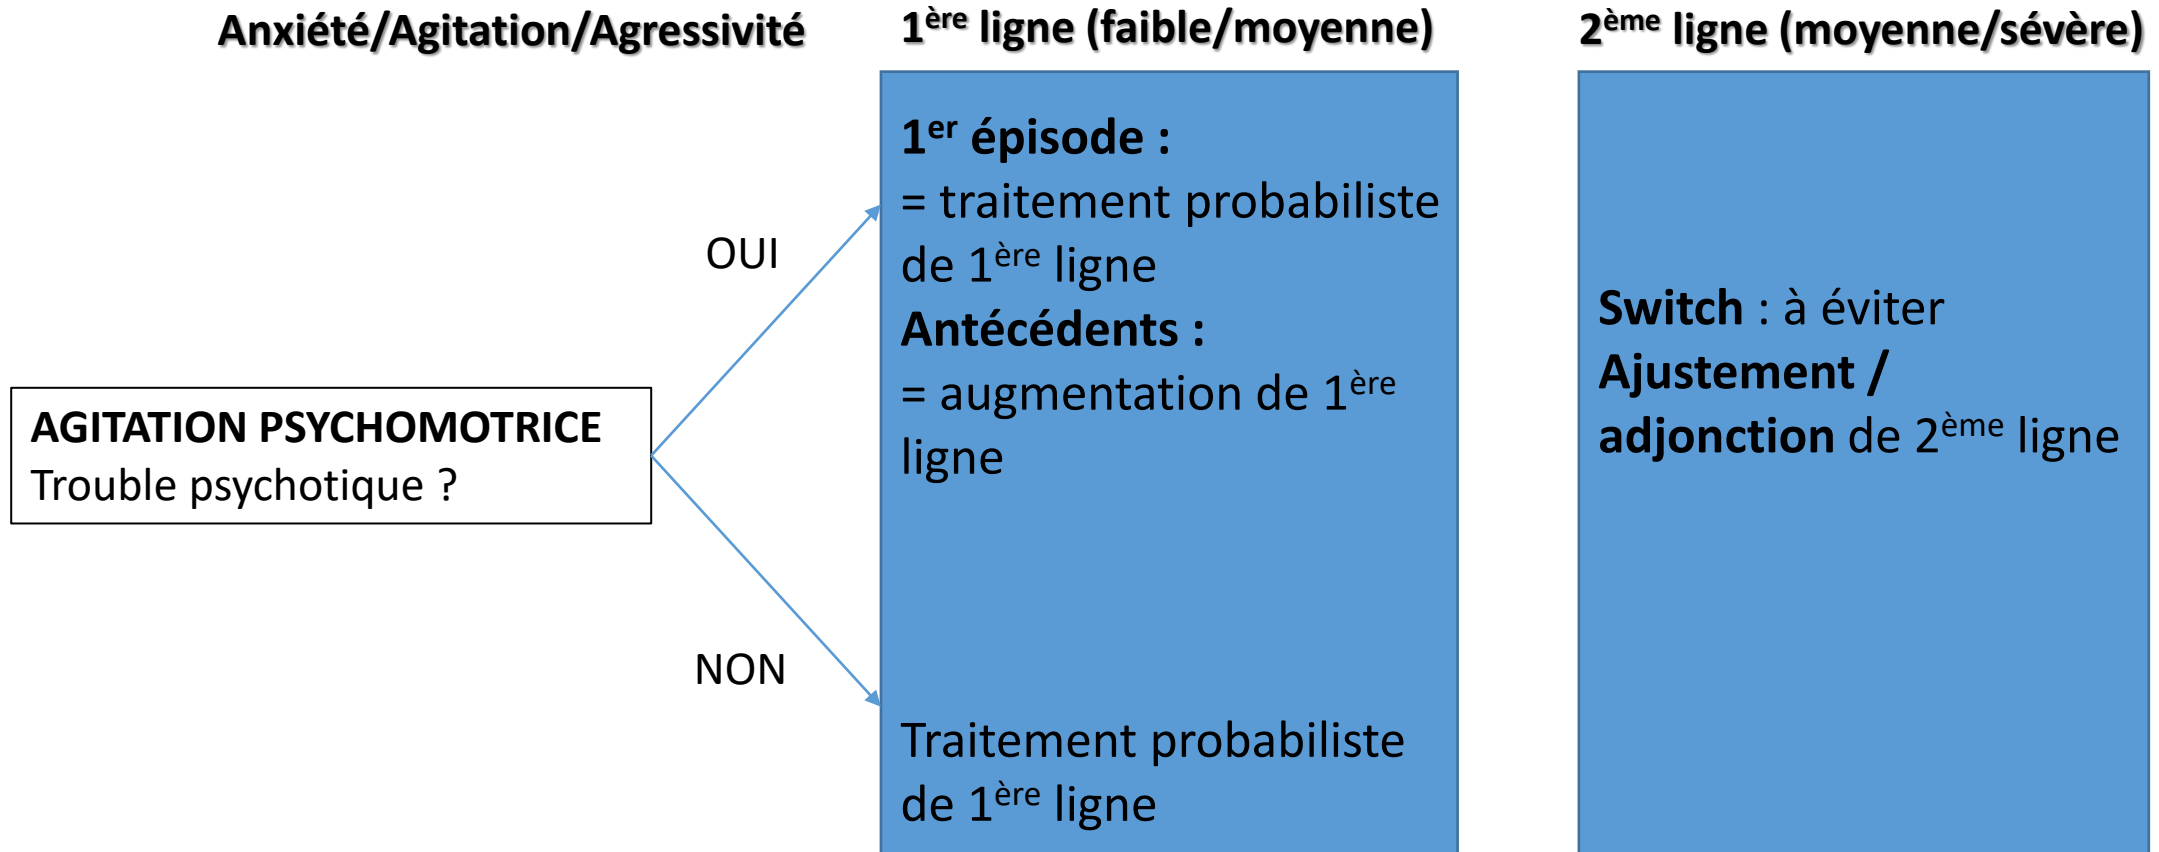 Anxiété/Agitation/Agressivité
1ère ligne (faible/moyenne)
2ème ligne (moyenne/sévère)
AGITATION PSYCHOMOTRICE
Trouble psychotique ?
OUI
NON
1er épisode :
= traitement probabiliste
de 1ère ligne
Antécédents :
= augmentation de 1ère
ligne
Traitement probabiliste
de 1ère ligne
Switch : à éviter
Ajustement /
adjonction de 2ème ligne